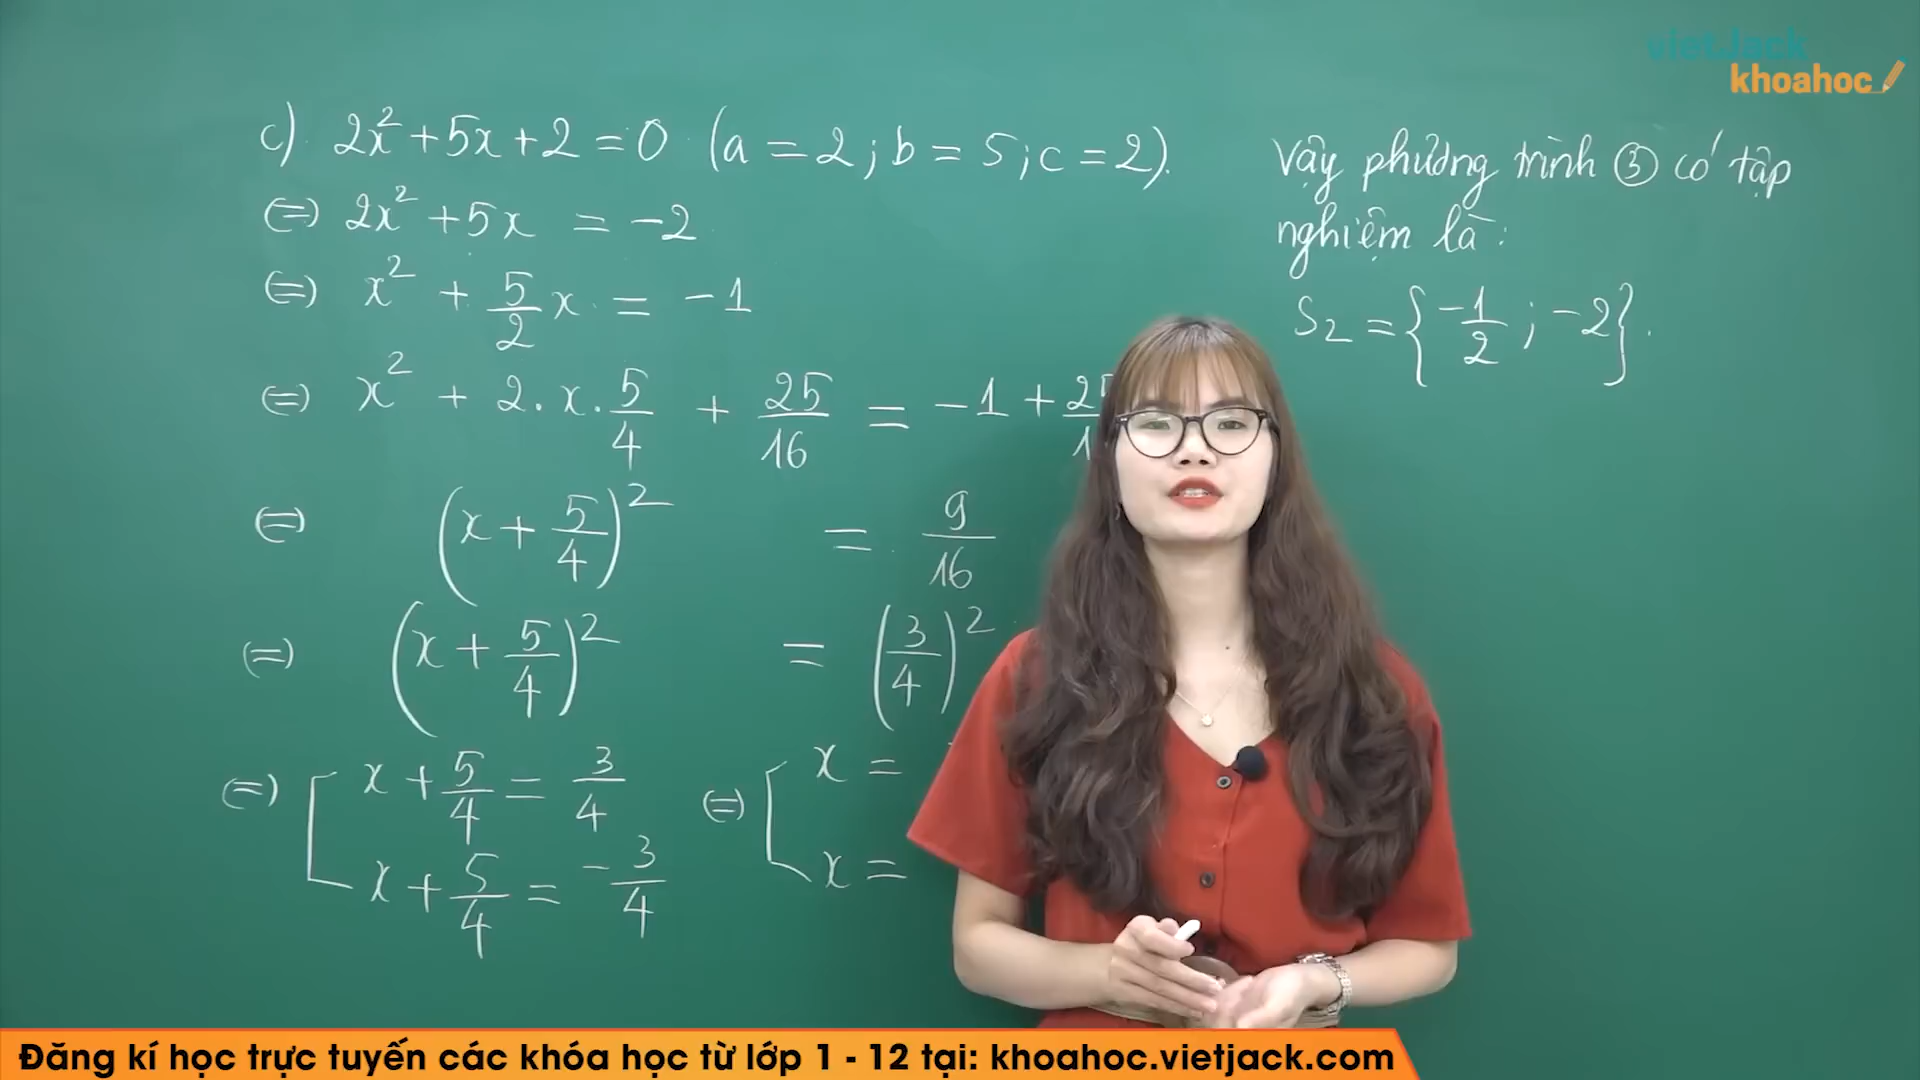 vietJack
khoahoc
c) 2x² + 5x + 2 = 0 (a = 2; b = 5; c = 2).
(=) 2x² + 5x = -2
(=) x² + 5/2 x = -1
(=) x² + 2.x.5/4 + 25/16 = -1 +
(=) (x + 5/4)² = 9/16
(=) (x + 5/4)² = (3/4)²
(=) [ x + 5/4 = 3/4 (=) [ x =
x + 5/4 = -3/4 x =
Vậy phương trình ③ có tập
nghiệm là:
S₂ = {-1/2; -2}.
Đăng kí học trực tuyến các khóa học từ lớp 1 - 12 tại: khoahoc.vietjack.com